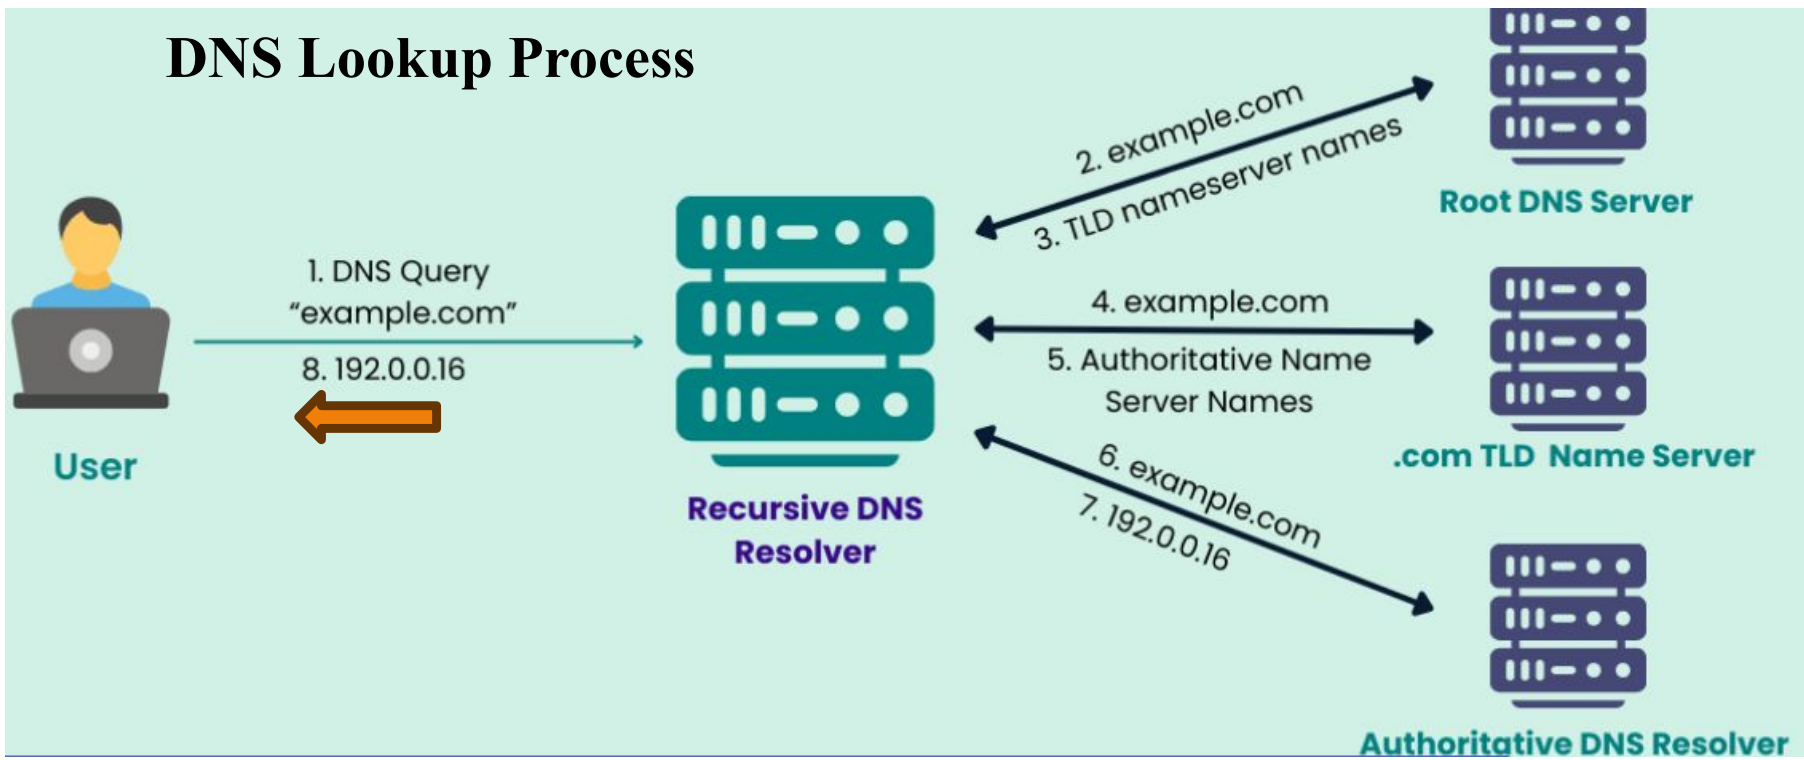 DNS Lookup Process
1. DNS Query
“example.com”
8. 192.0.0.16
User
Recursive DNS
Resolver
2. example.com
3. TLD nameserver names
Root DNS Server
4. example.com
5. Authoritative Name
Server Names
.com TLD  Name Server
6. example.com
7. 192.0.0.16
Authoritative DNS Resolver